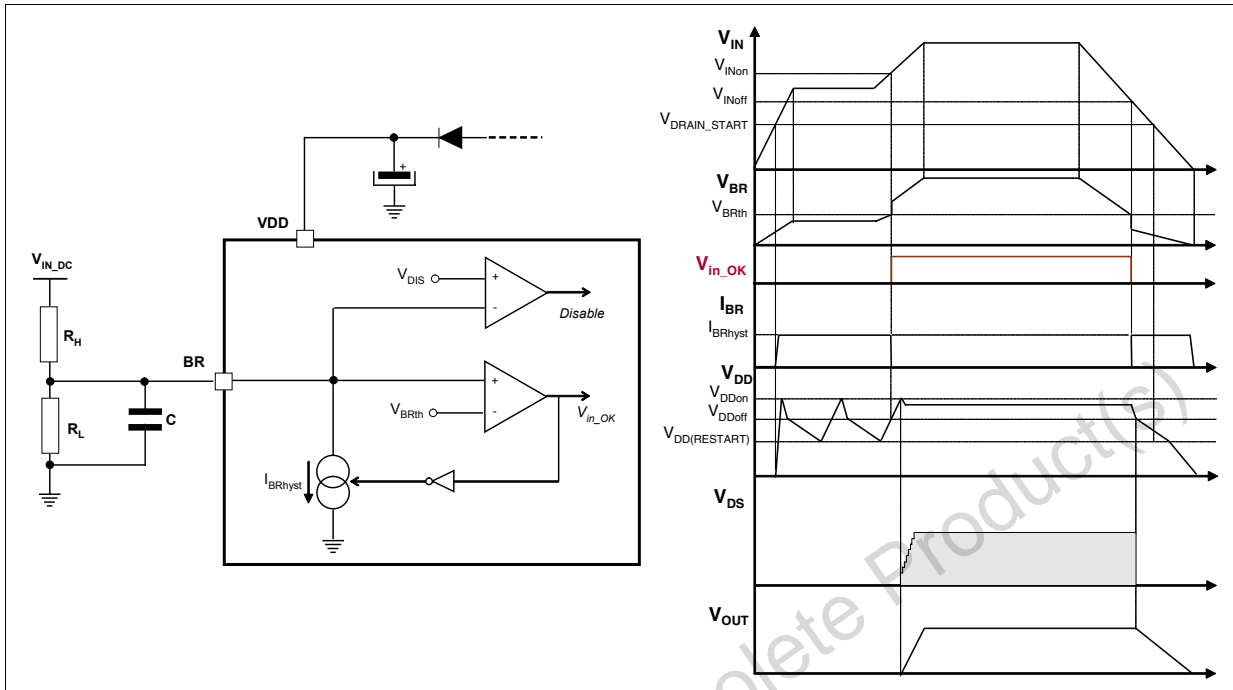 VDD
V_IN_DC
R_H
BR
R_L
C
V_DIS
+
-
Disable
+
V_BRth
-
V_in_OK
I_BRhyst
+
V_IN
V_INon
V_INoff
V_DRAIN_START
V_BR
V_BRth
V_in_OK
I_BR
I_BRhyst
V_DD
V_DDon
V_DDoff
V_DD(RESTART)
V_DS
V_OUT
olete Product(s)